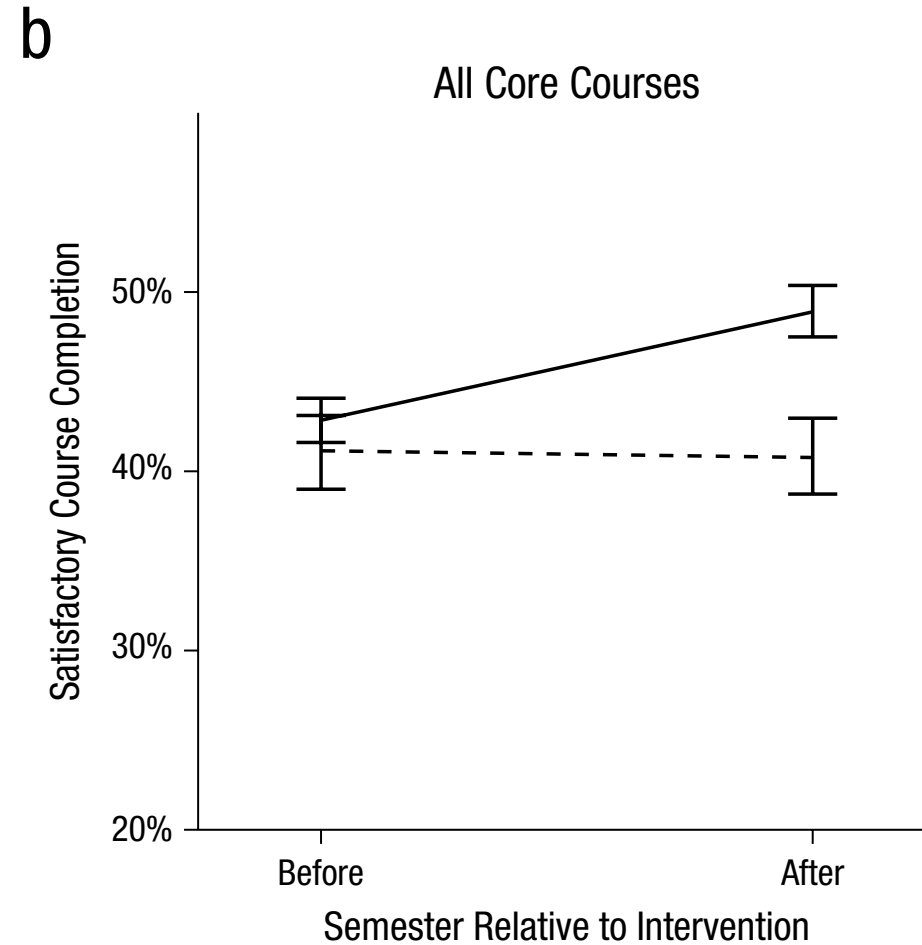 b
All Core Courses
Satisfactory Course Completion
50%
40%
30%
20%
Before
After
Semester Relative to Intervention